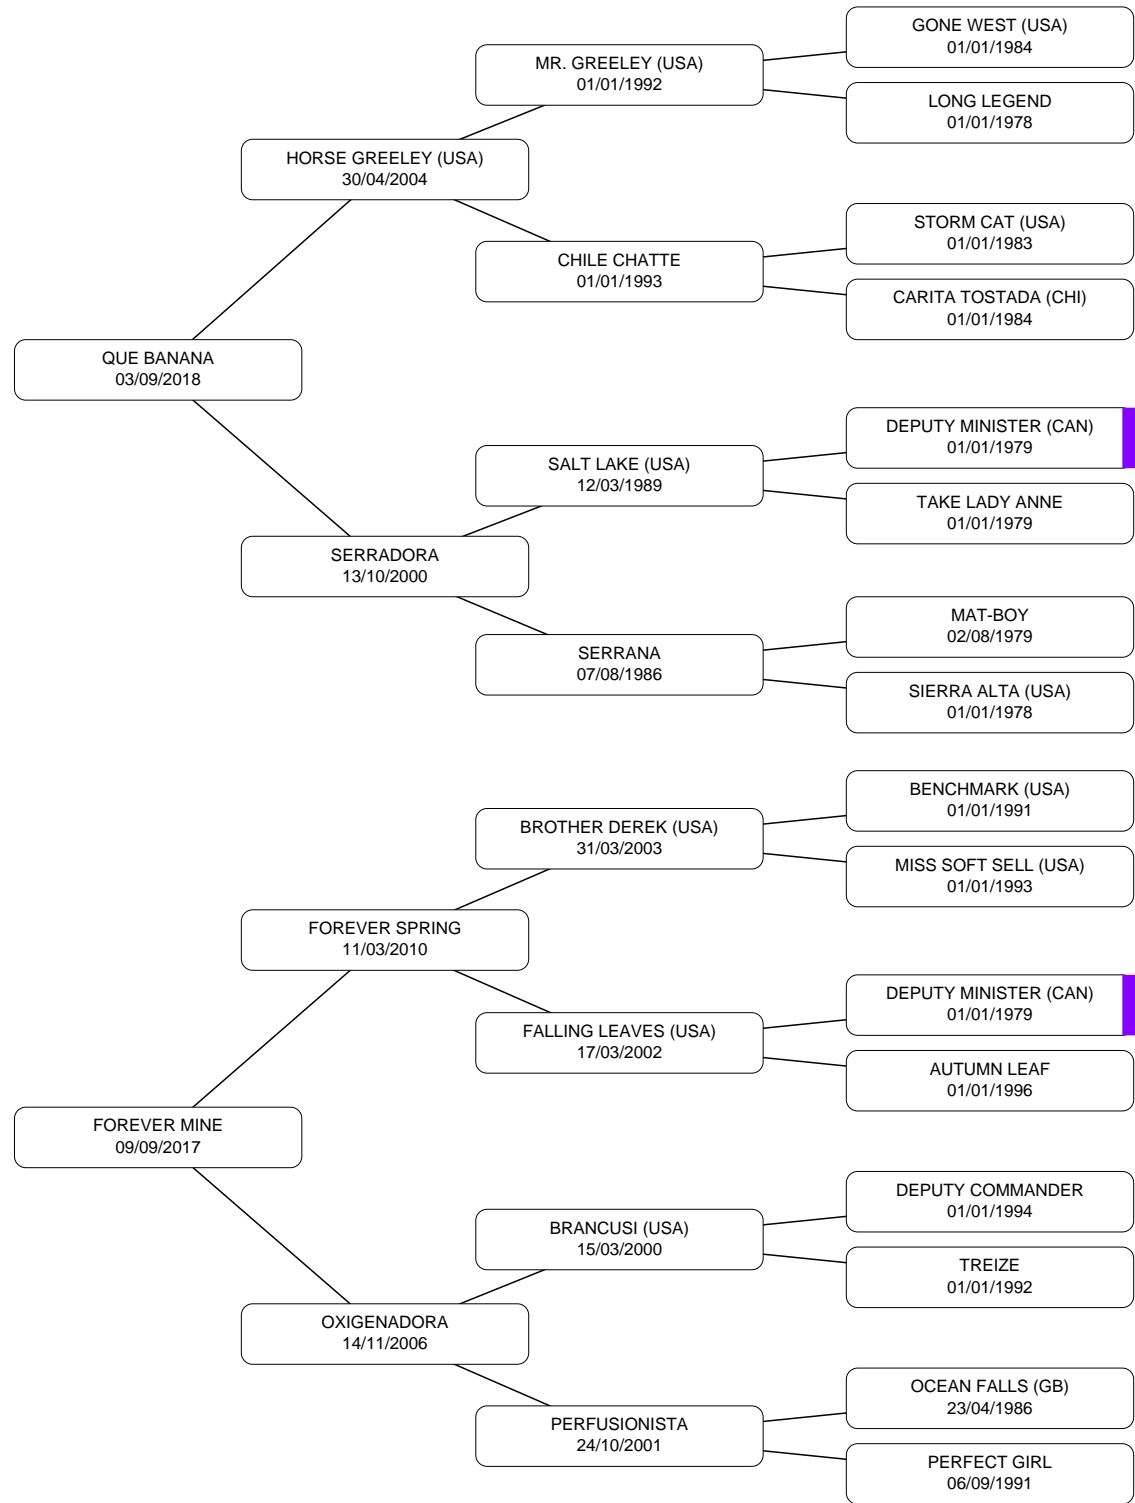 GONE WEST (USA)
01/01/1984
MR. GREELEY (USA)
01/01/1992
LONG LEGEND
01/01/1978
HORSE GREELEY (USA)
30/04/2004
STORM CAT (USA)
01/01/1983
CHILE CHATTE
01/01/1993
CARITA TOSTADA (CHI)
01/01/1984
QUE BANANA
03/09/2018
DEPUTY MINISTER (CAN)
01/01/1979
SALT LAKE (USA)
12/03/1989
TAKE LADY ANNE
01/01/1979
SERRADORA
13/10/2000
MAT-BOY
02/08/1979
SERRANA
07/08/1986
SIERRA ALTA (USA)
01/01/1978
BENCHMARK (USA)
01/01/1991
BROTHER DEREK (USA)
31/03/2003
MISS SOFT SELL (USA)
01/01/1993
FOREVER SPRING
11/03/2010
DEPUTY MINISTER (CAN)
01/01/1979
FALLING LEAVES (USA)
17/03/2002
AUTUMN LEAF
01/01/1996
FOREVER MINE
09/09/2017
DEPUTY COMMANDER
01/01/1994
BRANCUSI (USA)
15/03/2000
TREIZE
01/01/1992
OXIGENADORA
14/11/2006
OCEAN FALLS (GB)
23/04/1986
PERFUSIONISTA
24/10/2001
PERFECT GIRL
06/09/1991